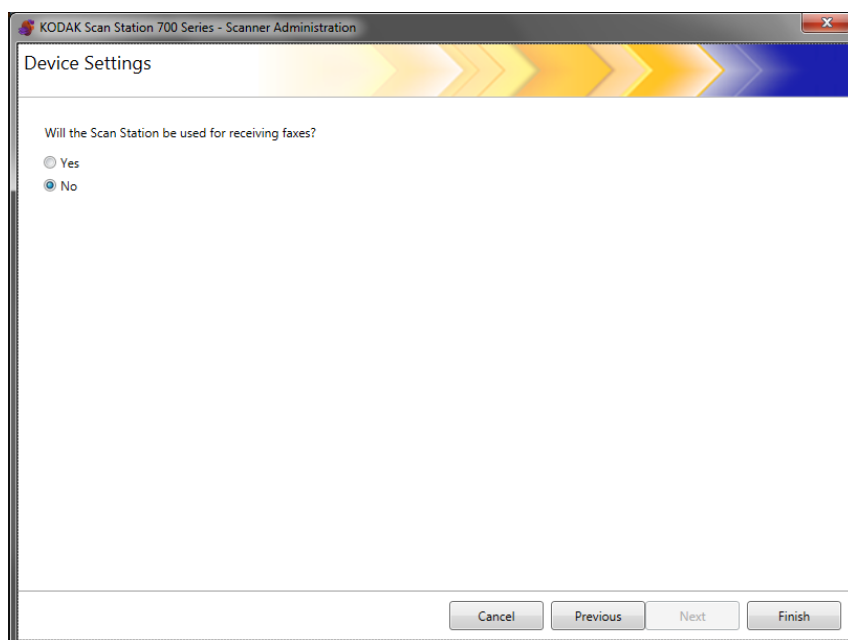 KODAK Scan Station 700 Series - Scanner Administration
Device Settings
Will the Scan Station be used for receiving faxes?
Yes
No
Cancel Previous Next Finish